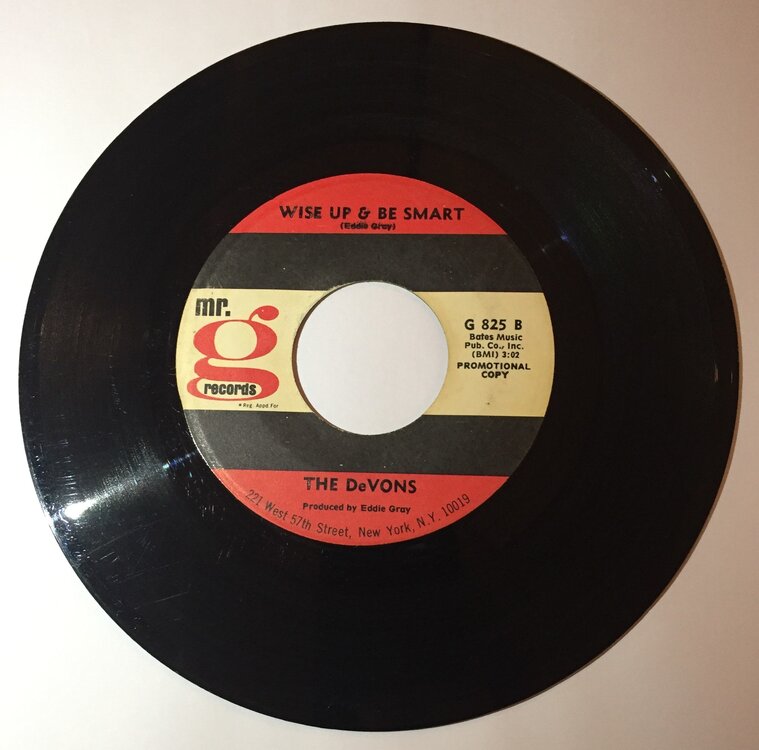 WISE UP & BE SMART
(Eddie Gray)
mr.
g
records
* Reg. Appd For
G 825 B
Bates Music
Pub. Co., Inc.
(BMI) 3:02
PROMOTIONAL
COPY
THE DeVONS
Produced by Eddie Gray
221 West 57th Street, New York, N.Y. 10019